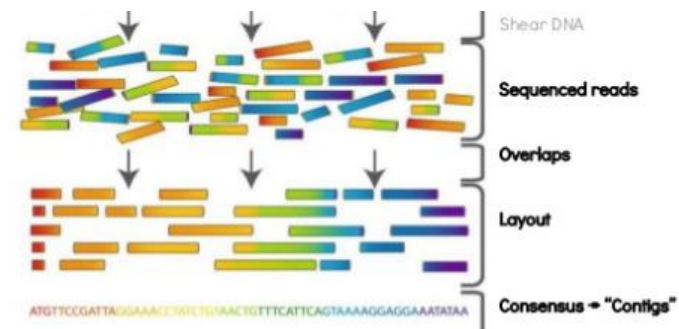 Shear DNA
Sequenced reads
Overlaps
Layout
Consensus → "Contigs"
ATGTTCCGATTAGGAAACCTATCTGTAACTGTTTCATTCAGTAAAAGGAGGAAATATAA